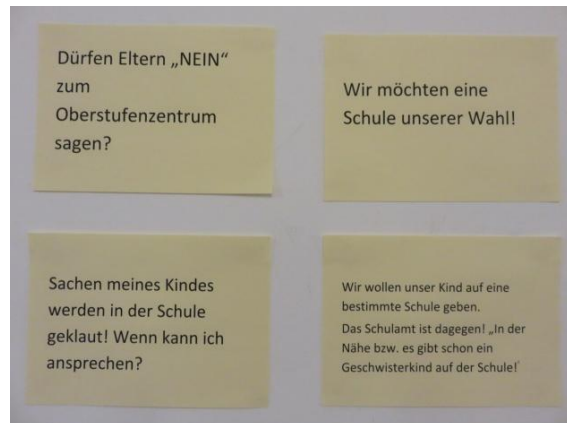 Dürfen Eltern „NEIN“
zum
Oberstufenzentrum
sagen?
Wir möchten eine
Schule unserer Wahl!
Sachen meines Kindes
werden in der Schule
geklaut! Wenn kann ich
ansprechen?
Wir wollen unser Kind auf eine
bestimmte Schule geben.
Das Schulamt ist dagegen! „In der
Nähe bzw. es gibt schon ein
Geschwisterkind auf der Schule!“